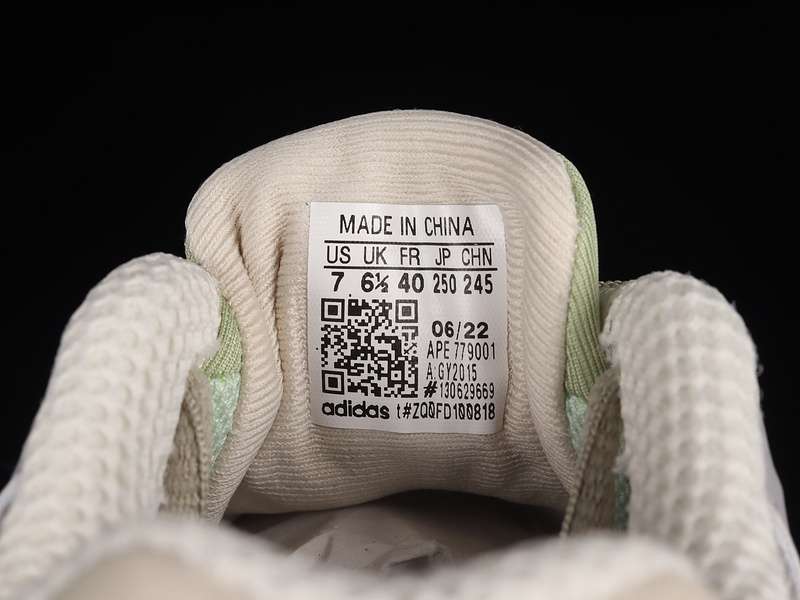 MADE IN CHINA
US UK FR JP CHN
7 6½ 40 250 245
06/22
APE 779001
A:GY2015
#130629669
adidas t#ZQ0FD100818